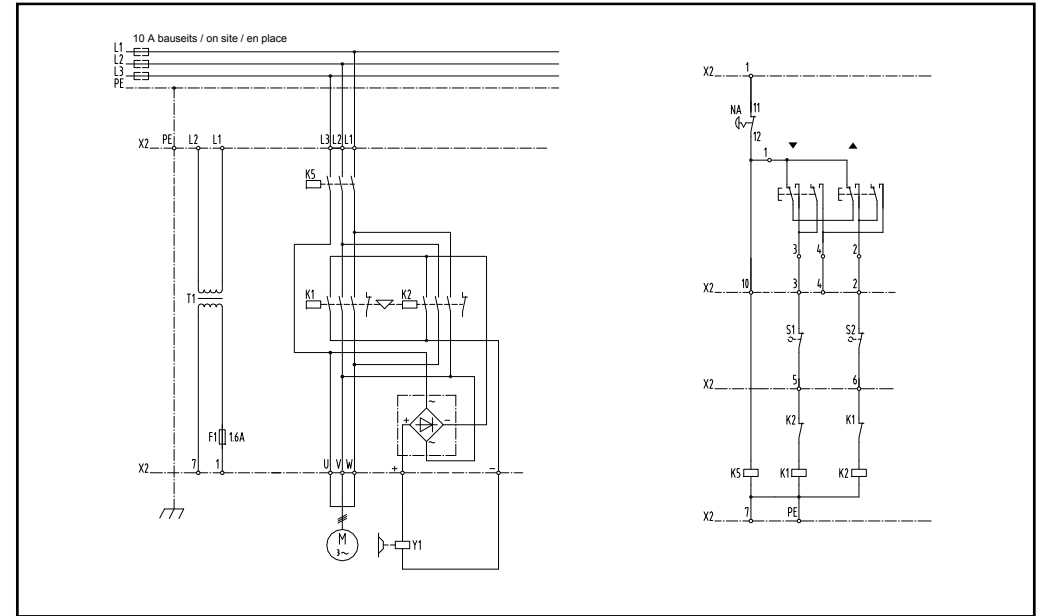 10 A bauseits / on site / en place
L1
L2
L3
PE
X2 PE L2 L1 L3 L2 L1
K5
T1
K1 K2
~
+ -
~
F1 1.6A
X2 7 1 U V W + -
M
3~
Y1
X2 1
NA 11
12
1
3 4 2
X2 10 3 4 2
S1 S2
X2 5 6
K2 K1
K5 K1 K2
X2 7 PE